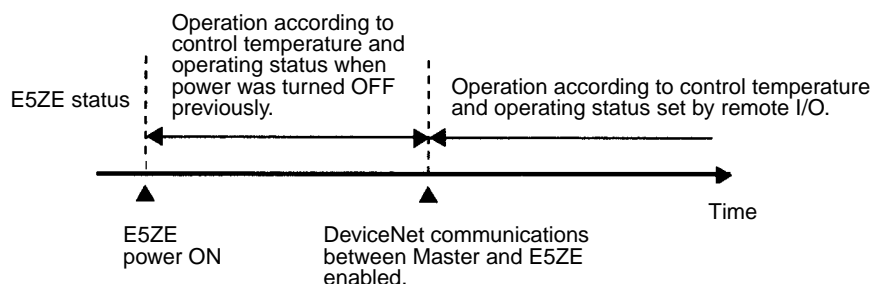 Operation according to
control temperature and
operating status when
power was turned OFF
previously.
Operation according to control temperature
and operating status set by remote I/O.
E5ZE status
Time
E5ZE
power ON
DeviceNet communications
between Master and E5ZE
enabled.